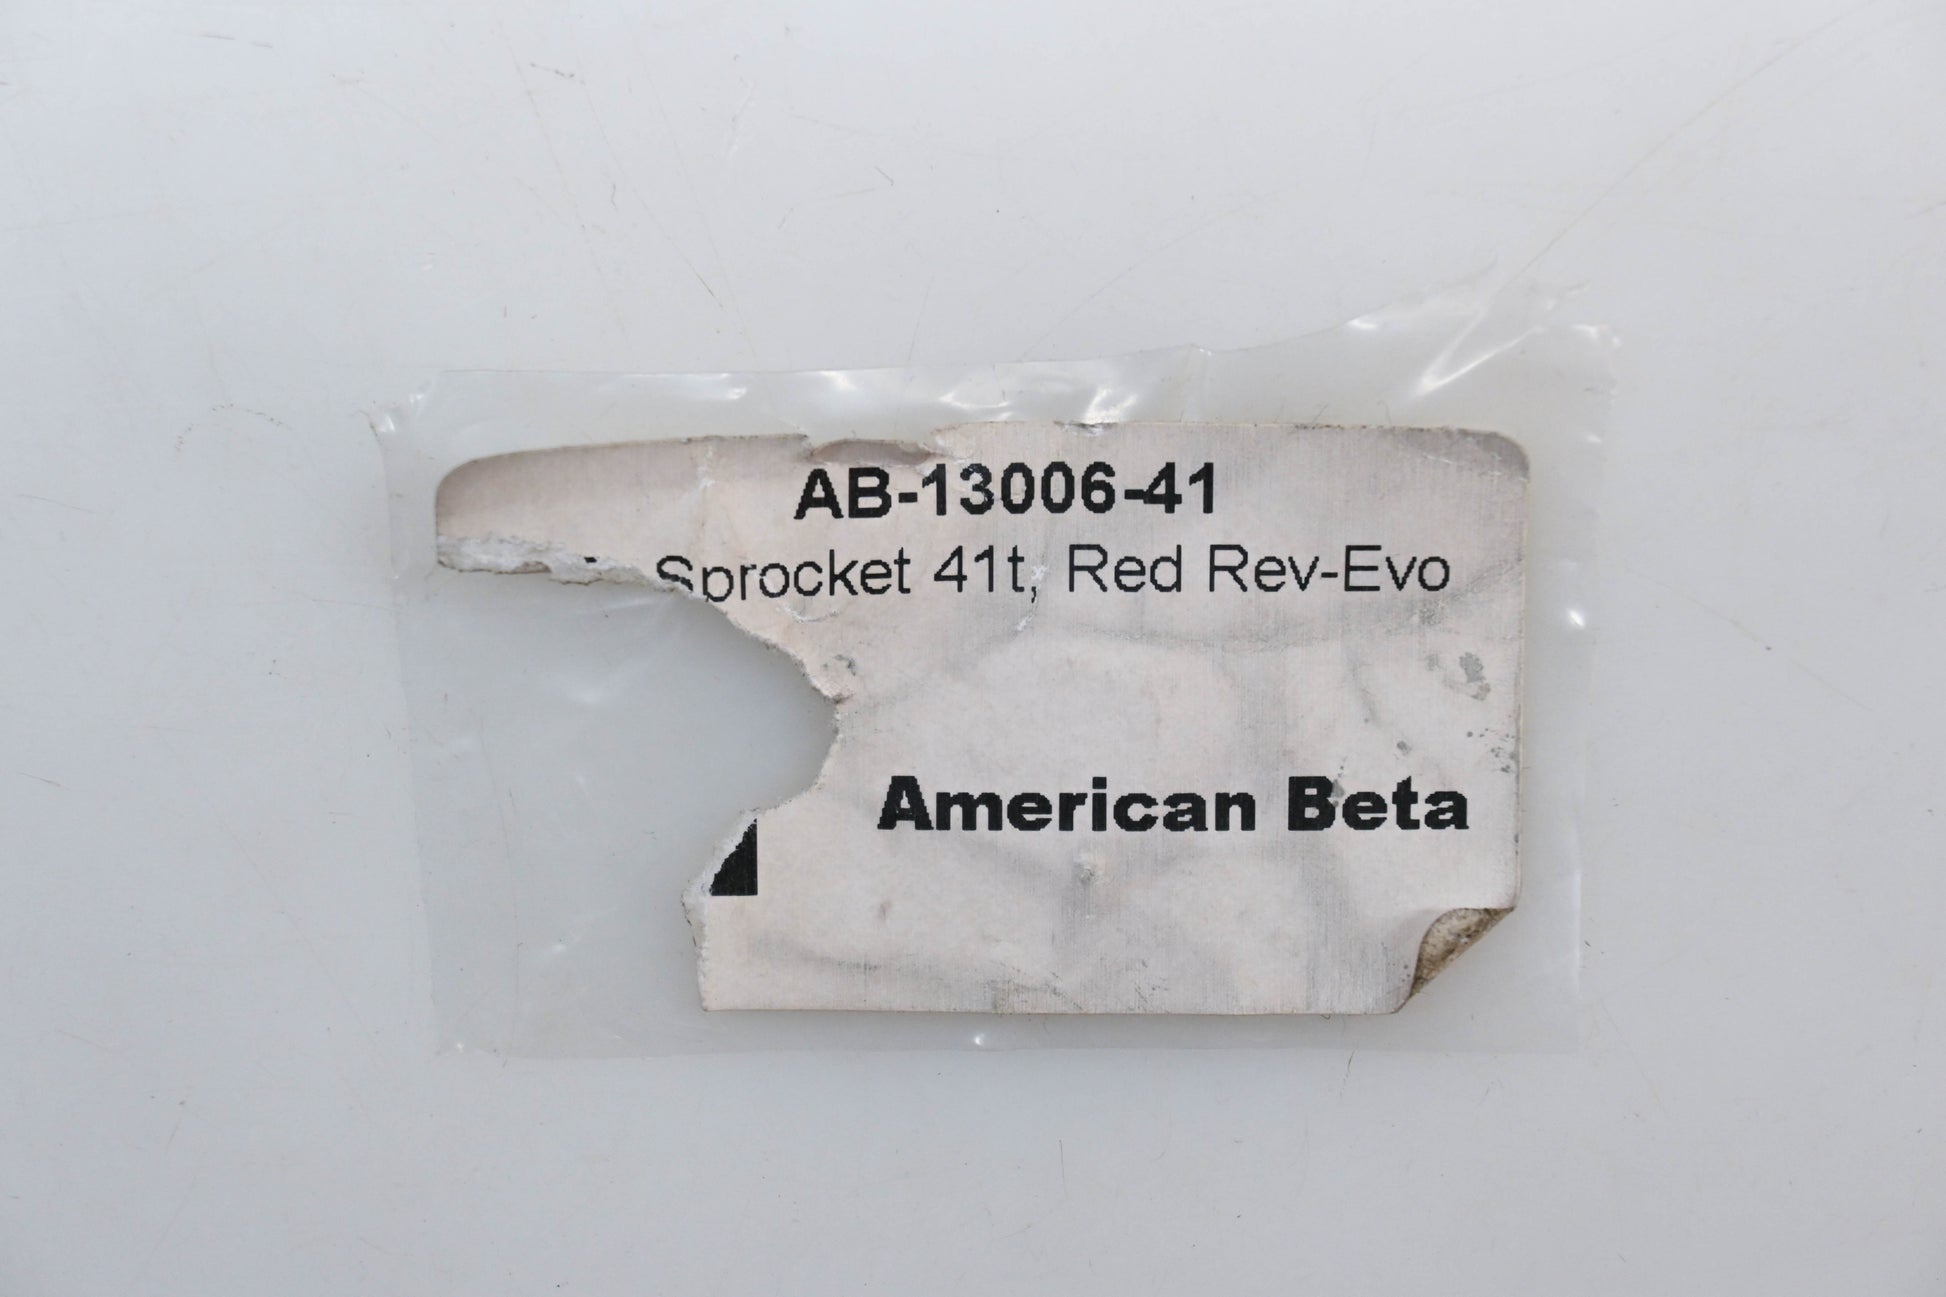 AB-13006-41
Sprocket 41t, Red Rev-Evo
American Beta